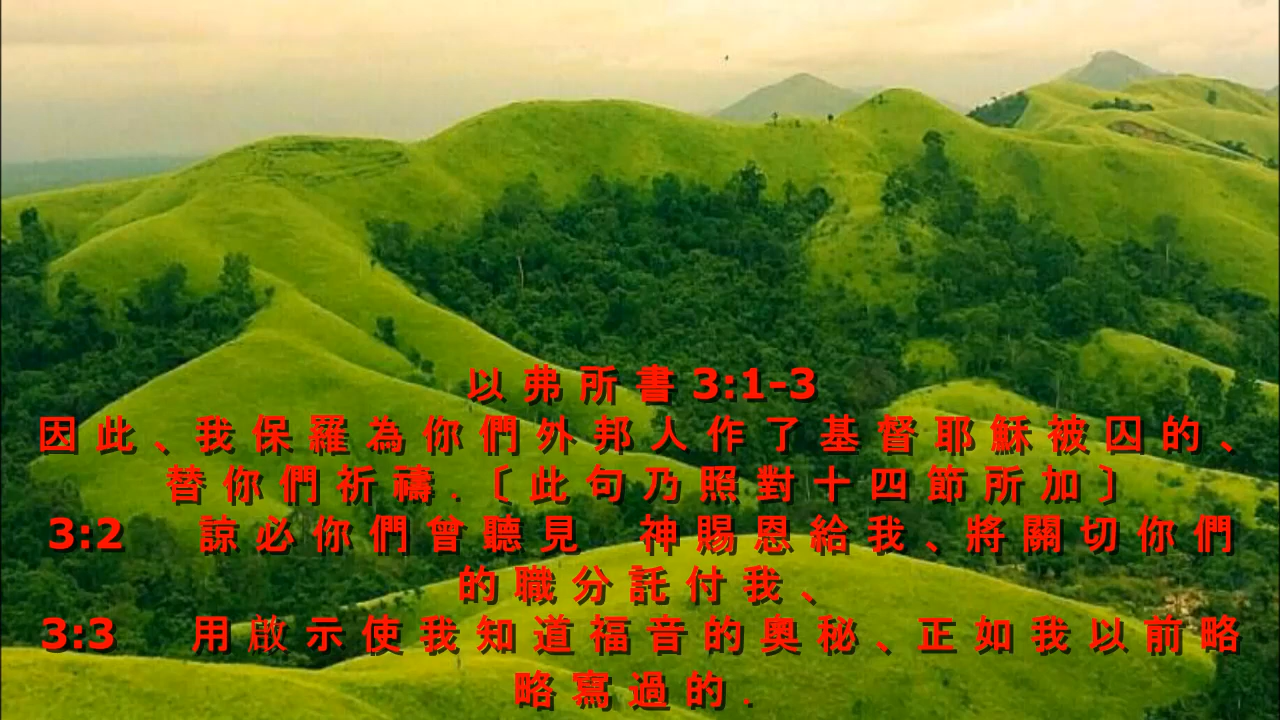 以 弗 所 書 3:1-3
因 此 、我 保 羅 為 你 們 外 邦 人 作 了 基 督 耶 穌 被 囚 的 、
替 你 們 祈 禱 .〔 此 句 乃 照 對 十 四 節 所 加 〕
3:2 諒 必 你 們 曾 聽 見 神 賜 恩 給 我 、將 關 切 你 們
的 職 分 託 付 我 、
3:3 用 啟 示 使 我 知 道 福 音 的 奧 秘 、正 如 我 以 前 略
略 寫 過 的 .